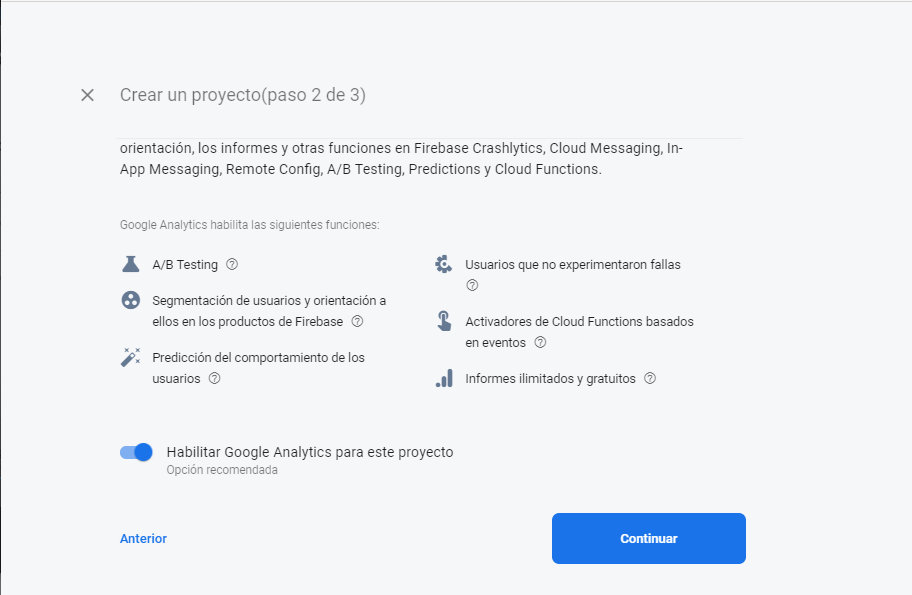 Crear un proyecto(paso 2 de 3)
orientación, los informes y otras funciones en Firebase Crashlytics, Cloud Messaging, In-
App Messaging, Remote Config, A/B Testing, Predictions y Cloud Functions.
Google Analytics habilita las siguientes funciones:
A/B Testing
Segmentación de usuarios y orientación a
ellos en los productos de Firebase
Predicción del comportamiento de los
usuarios
Usuarios que no experimentaron fallas
Activadores de Cloud Functions basados
en eventos
Informes ilimitados y gratuitos
Habilitar Google Analytics para este proyecto
Opción recomendada
Anterior
Continuar